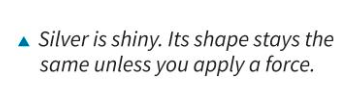 ▲ Silver is shiny. Its shape stays the
same unless you apply a force.